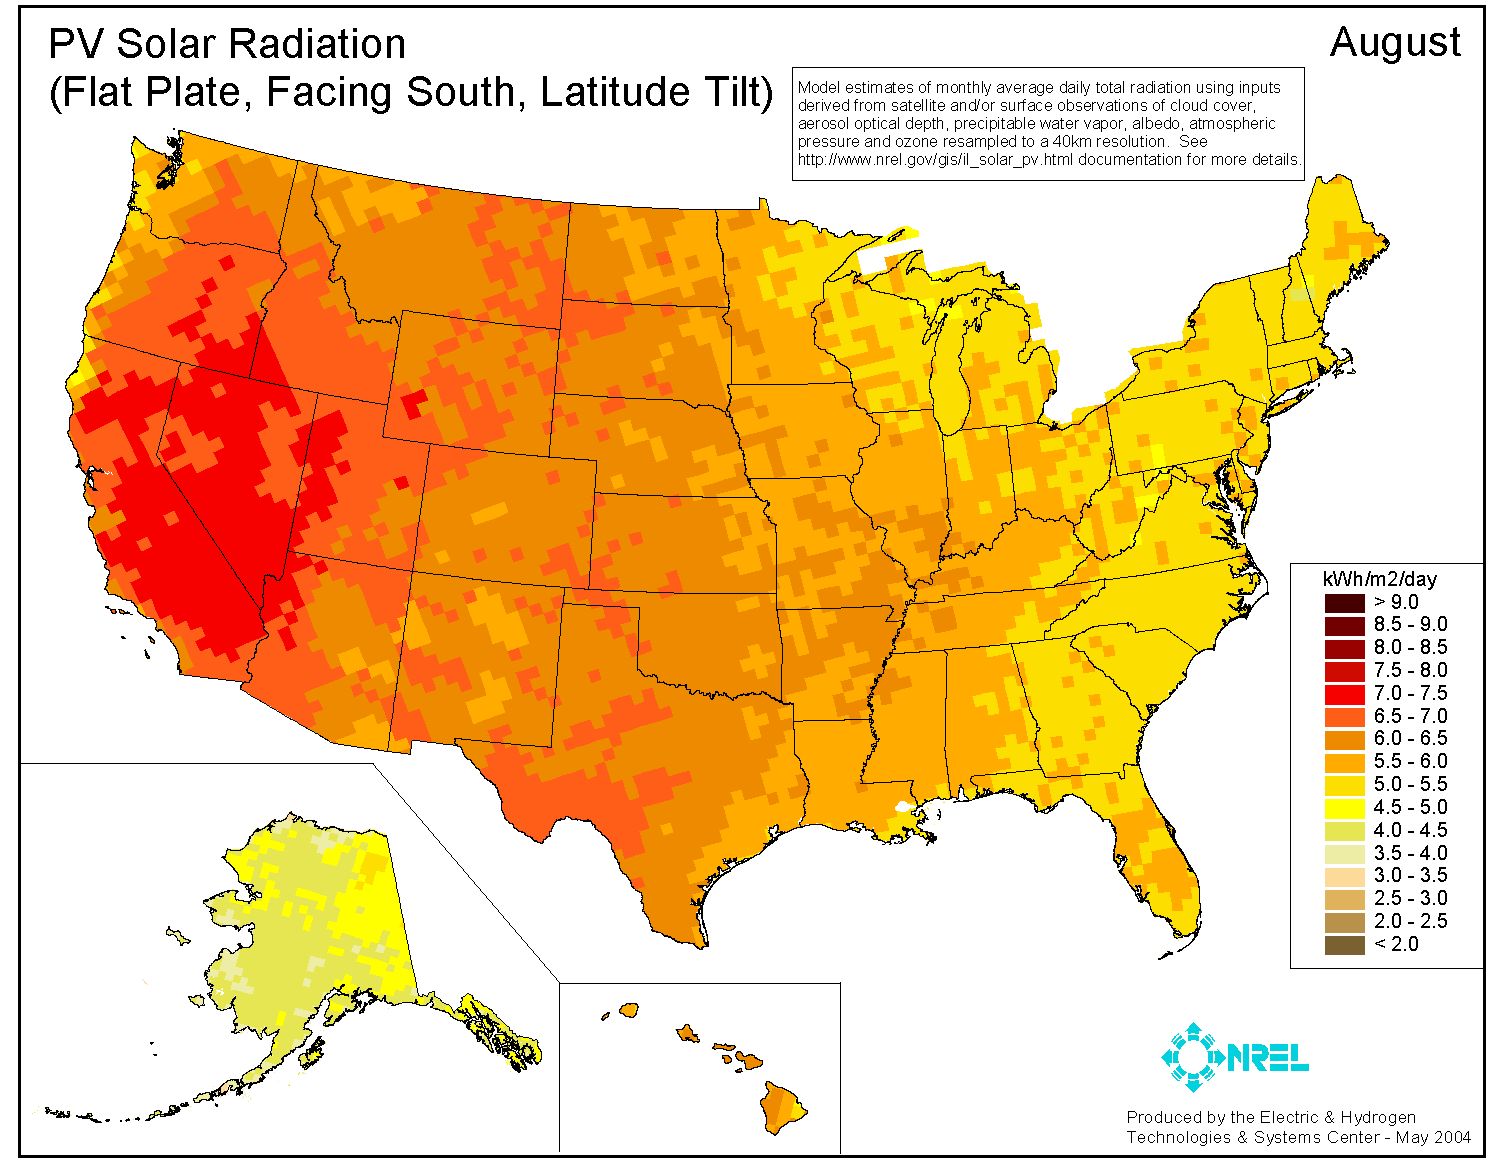 PV Solar Radiation
(Flat Plate, Facing South, Latitude Tilt)
August
Model estimates of monthly average daily total radiation using inputs
derived from satellite and/or surface observations of cloud cover,
aerosol optical depth, precipitable water vapor, albedo, atmospheric
pressure and ozone resampled to a 40km resolution.  See
http://www.nrel.gov/gis/il_solar_pv.html documentation for more details.
kWh/m2/day
> 9.0
8.5 - 9.0
8.0 - 8.5
7.5 - 8.0
7.0 - 7.5
6.5 - 7.0
6.0 - 6.5
5.5 - 6.0
5.0 - 5.5
4.5 - 5.0
4.0 - 4.5
3.5 - 4.0
3.0 - 3.5
2.5 - 3.0
2.0 - 2.5
< 2.0
NREL
Produced by the Electric & Hydrogen
Technologies & Systems Center - May 2004